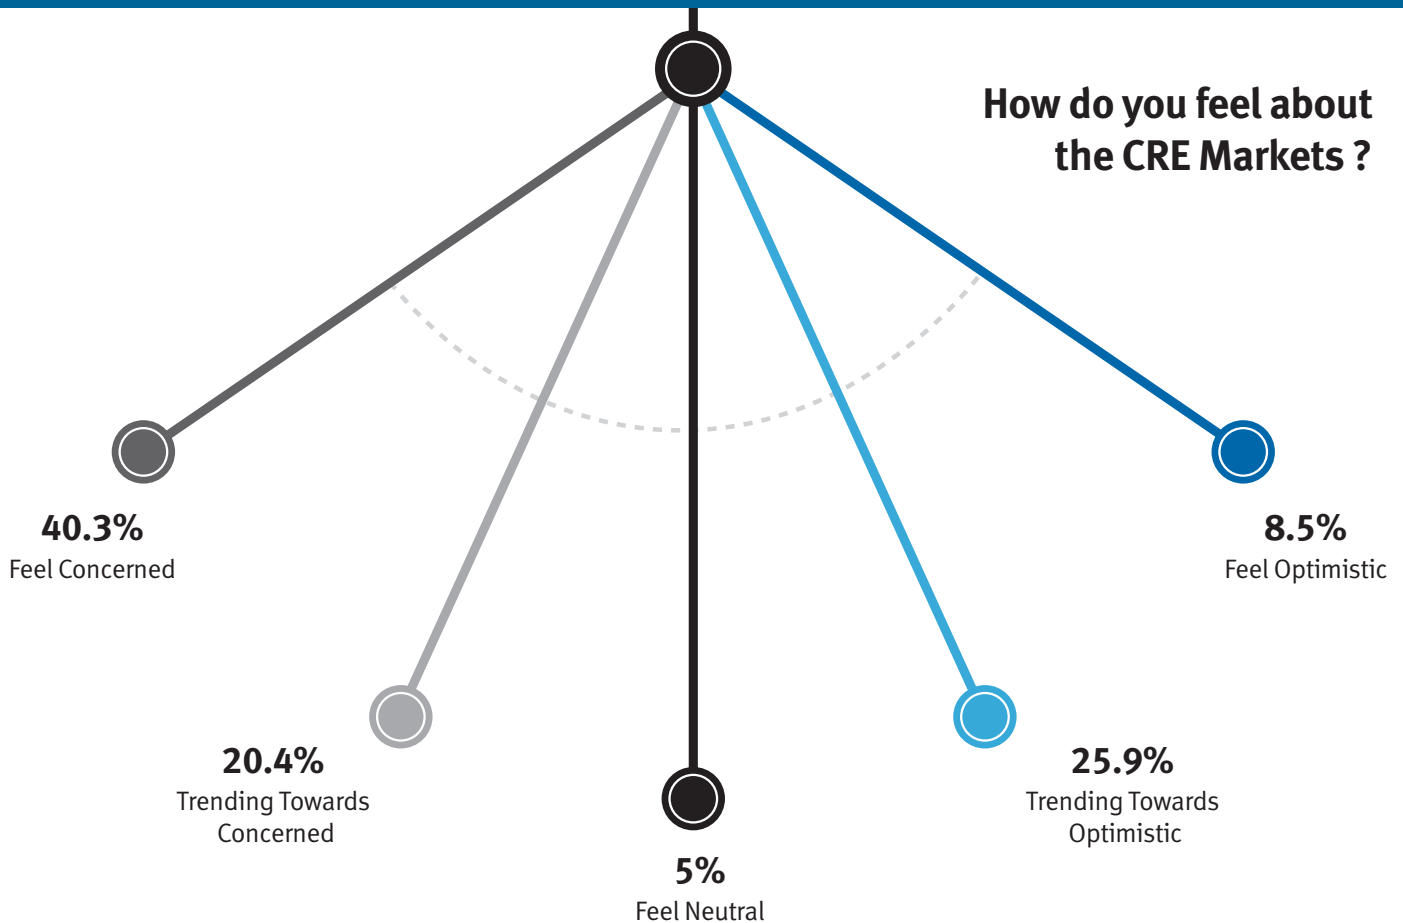 How do you feel about
the CRE Markets ?
40.3%
Feel Concerned
20.4%
Trending Towards
Concerned
5%
Feel Neutral
25.9%
Trending Towards
Optimistic
8.5%
Feel Optimistic